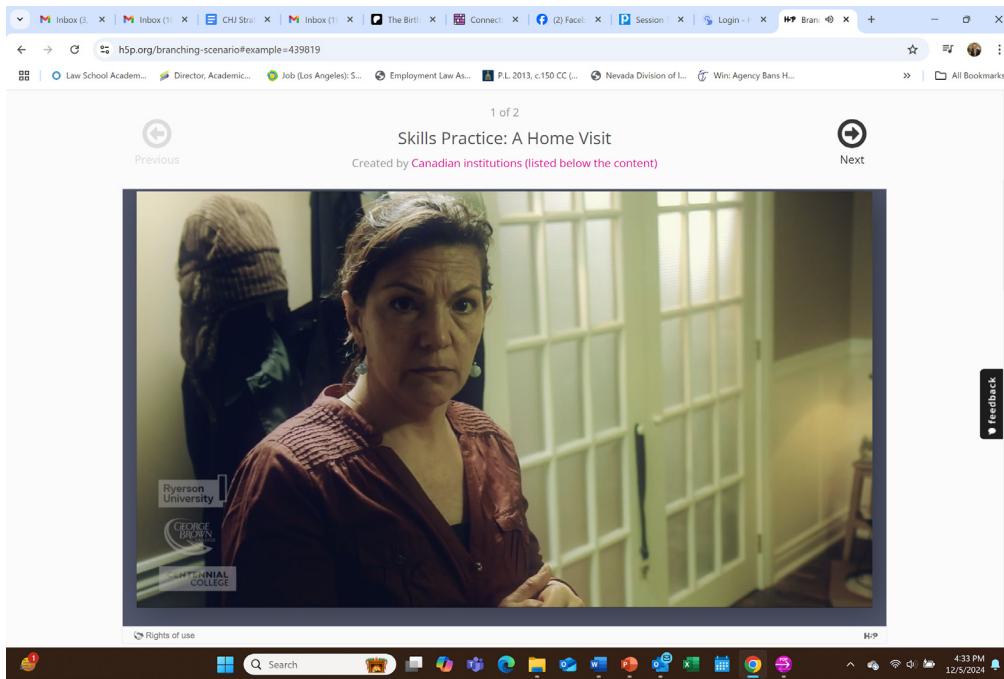 Inbox (3,
Inbox (1
CHJ Stra
Inbox (1
The Birt
Connect
(2) Face
Session
Login -
Bran
h5p.org/branching-scenario#example=439819
Law School Academ...
Director, Academic...
Job (Los Angeles): S...
Employment Law As...
P.L. 2013, c.150 CC (...
Nevada Division of I...
Win: Agency Bans H...
All Bookmarks
1 of 2
Skills Practice: A Home Visit
Previous
Next
Created by Canadian institutions (listed below the content)
feedback
Ryerson
University
GEORGE
BROWN
CENTENNIAL
COLLEGE
Rights of use
H5P
Search
4:33 PM
12/5/2024